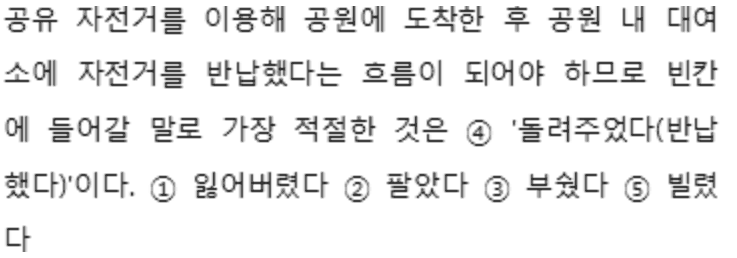 공유 자전거를 이용해 공원에 도착한 후 공원 내 대여
소에 자전거를 반납했다는 흐름이 되어야 하므로 빈칸
에 들어갈 말로 가장 적절한 것은 ④ '돌려주었다(반납
했다)'이다. ① 잃어버렸다 ② 팔았다 ③ 부쉈다 ⑤ 빌렸
다